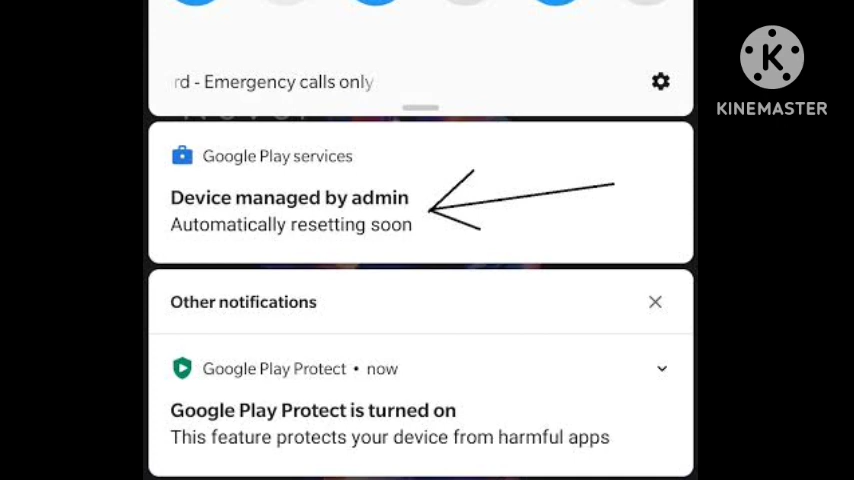 rd - Emergency calls only
K
KINEMASTER
Google Play services
Device managed by admin
Automatically resetting soon
Other notifications
Google Play Protect • now
Google Play Protect is turned on
This feature protects your device from harmful apps